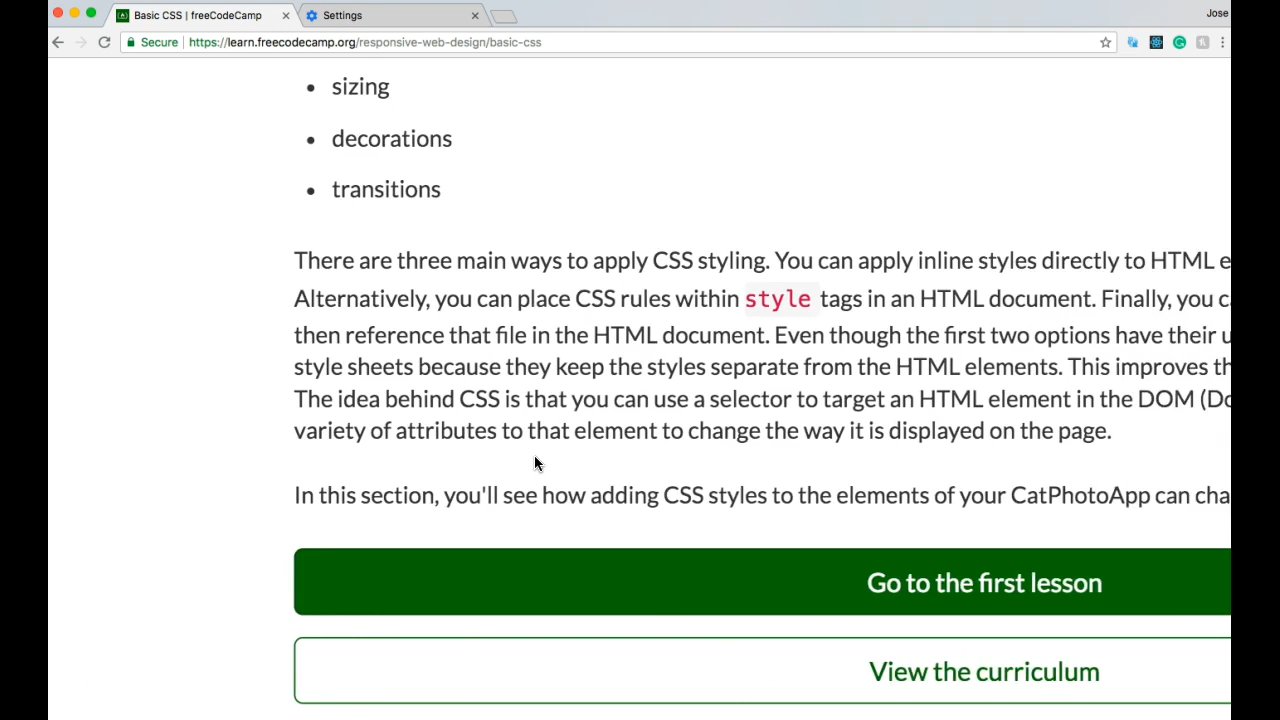 Basic CSS | freeCodeCamp
Settings
Jose
Secure
https://learn.freecodecamp.org/responsive-web-design/basic-css
• sizing
• decorations
• transitions
There are three main ways to apply CSS styling. You can apply inline styles directly to HTML e
Alternatively, you can place CSS rules within style tags in an HTML document. Finally, you c
then reference that file in the HTML document. Even though the first two options have their u
style sheets because they keep the styles separate from the HTML elements. This improves th
The idea behind CSS is that you can use a selector to target an HTML element in the DOM (Do
variety of attributes to that element to change the way it is displayed on the page.
In this section, you'll see how adding CSS styles to the elements of your CatPhotoApp can cha
Go to the first lesson
View the curriculum